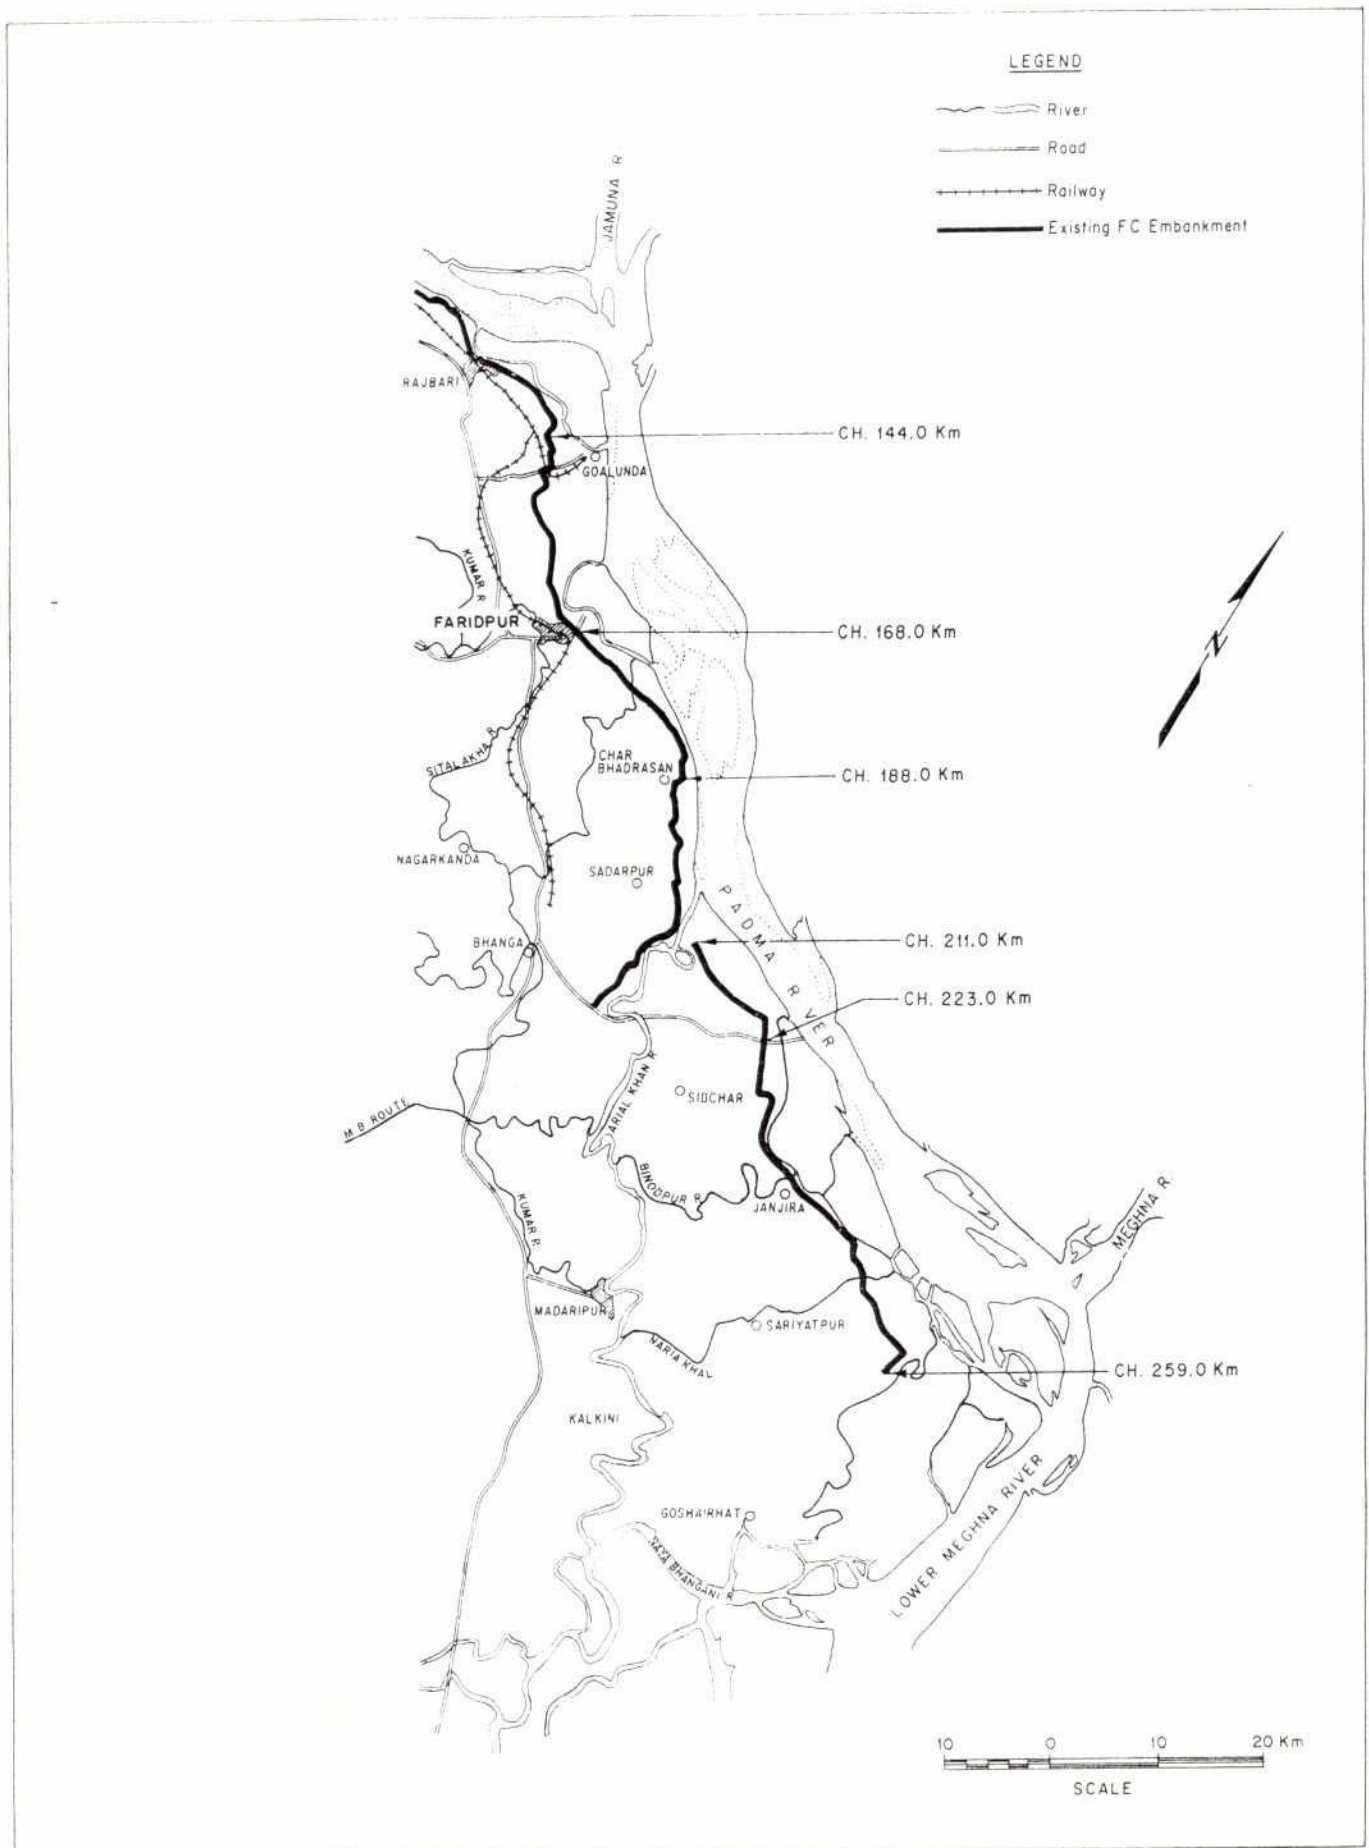 LEGEND
River
Road
Railway
Existing FC Embankment
JAMUNA R
RAJBARI
CH. 144.0 Km
GOALUNDA
KUMAR R
FARIDPUR
CH. 168.0 Km
N
SITALAKHA R.
CHAR
BHADRASAN
CH. 188.0 Km
NAGARKANDA
SADARPUR
PADMA RIVER
BHANGA
CH. 211.0 Km
CH. 223.0 Km
ARIAL KHAN R
SIBCHAR
M B ROUTE
BINODPUR R
JANJIRA
KUMAR R.
MEGHNA R.
MADARIPUR
SARIYATPUR
NARIA KHAL
CH. 259.0 Km
KALKINI
GOSHAIRHAT
BHANGANI R
LOWER MEGHNA RIVER
10 0 10 20 Km
SCALE